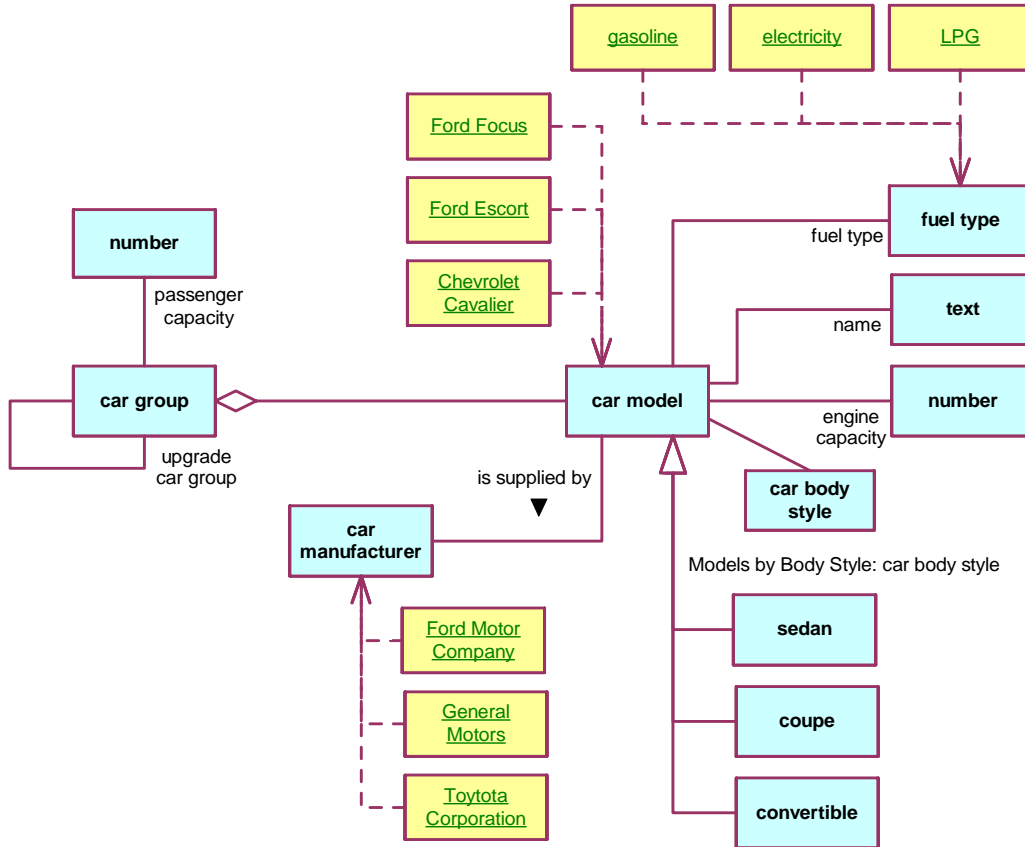 gasoline
electricity
LPG
Ford Focus
Ford Escort
Chevrolet
Cavalier
fuel type
fuel type
number
passenger
capacity
text
name
car group
car model
number
engine
capacity
upgrade
car group
is supplied by
▼
car body
style
car
manufacturer
Models by Body Style: car body style
Ford Motor
Company
sedan
General
Motors
coupe
Toytota
Corporation
convertible